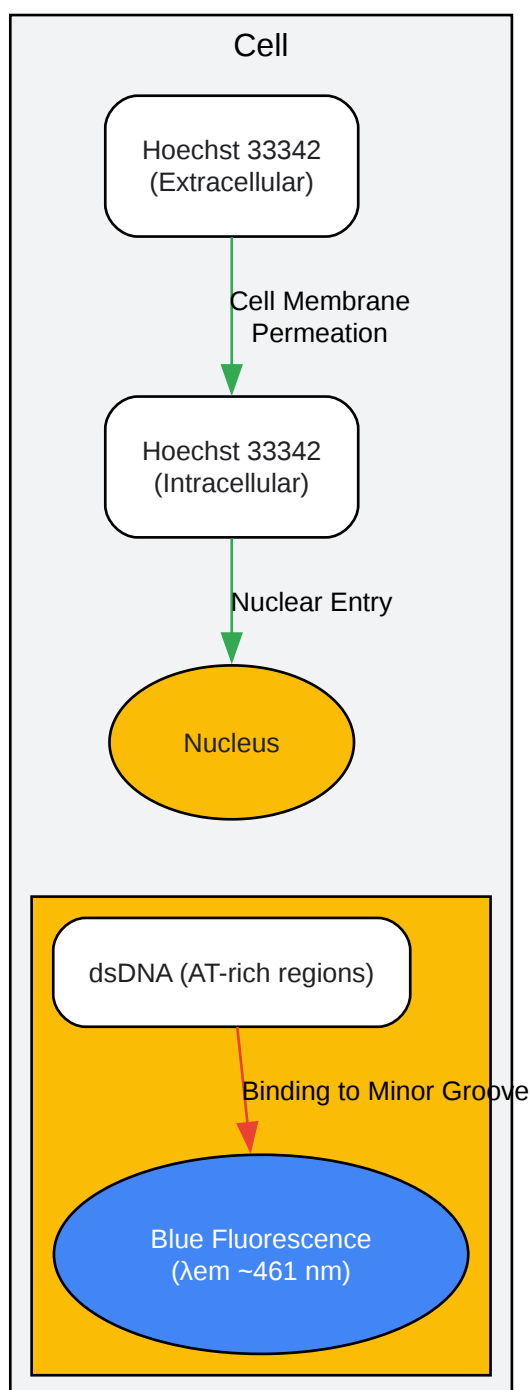 Cell
Hoechst 33342
(Extracellular)
Cell Membrane
Permeation
Hoechst 33342
(Intracellular)
Nuclear Entry
Nucleus
dsDNA (AT-rich regions)
Binding to Minor Groove
Blue Fluorescence
(λem ~461 nm)